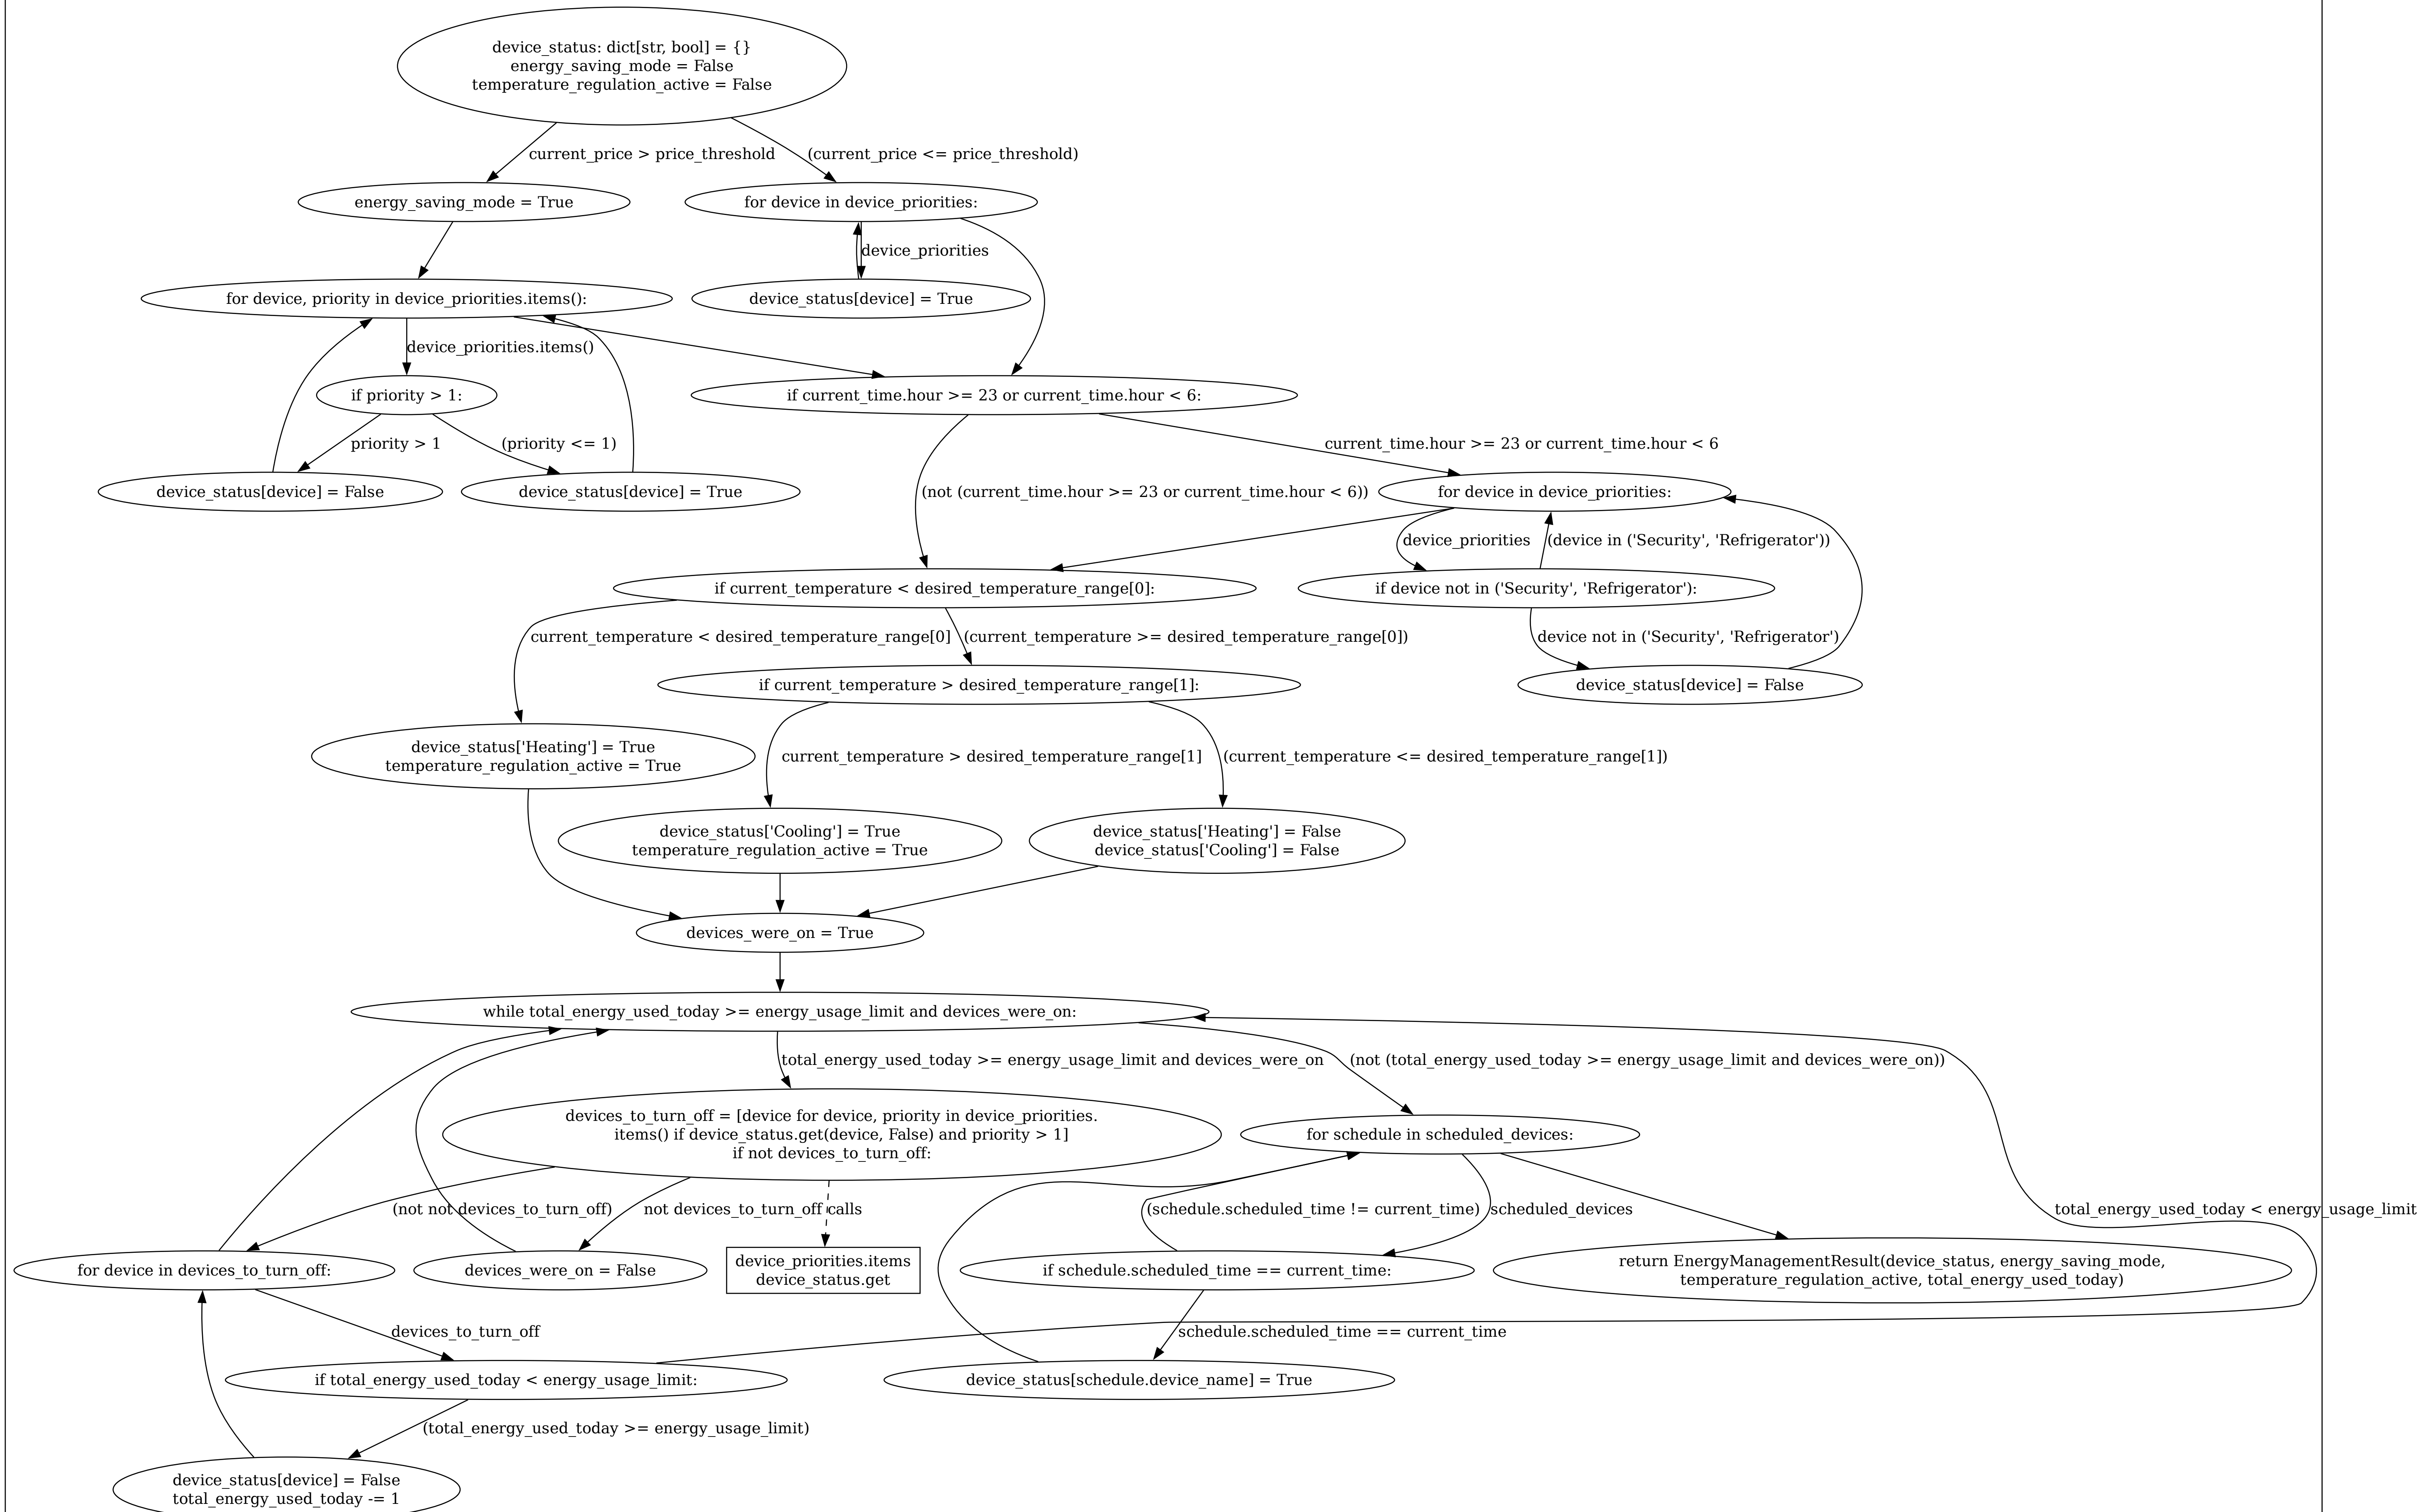 device_status: dict[str, bool] = {}
energy_saving_mode = False
temperature_regulation_active = False
current_price > price_threshold
(current_price <= price_threshold)
energy_saving_mode = True
for device in device_priorities:
device_priorities
for device, priority in device_priorities.items():
device_status[device] = True
device_priorities.items()
if priority > 1:
if current_time.hour >= 23 or current_time.hour < 6:
priority > 1
(priority <= 1)
current_time.hour >= 23 or current_time.hour < 6
device_status[device] = False
device_status[device] = True
(not (current_time.hour >= 23 or current_time.hour < 6))
for device in device_priorities:
device_priorities
(device in ('Security', 'Refrigerator'))
if current_temperature < desired_temperature_range[0]:
if device not in ('Security', 'Refrigerator'):
current_temperature < desired_temperature_range[0]
(current_temperature >= desired_temperature_range[0])
device not in ('Security', 'Refrigerator')
if current_temperature > desired_temperature_range[1]:
device_status[device] = False
device_status['Heating'] = True
temperature_regulation_active = True
current_temperature > desired_temperature_range[1]
(current_temperature <= desired_temperature_range[1])
device_status['Cooling'] = True
temperature_regulation_active = True
device_status['Heating'] = False
device_status['Cooling'] = False
devices_were_on = True
while total_energy_used_today >= energy_usage_limit and devices_were_on:
total_energy_used_today >= energy_usage_limit and devices_were_on
(not (total_energy_used_today >= energy_usage_limit and devices_were_on))
devices_to_turn_off = [device for device, priority in device_priorities.
items() if device_status.get(device, False) and priority > 1]
if not devices_to_turn_off:
for schedule in scheduled_devices:
(not not devices_to_turn_off)
not devices_to_turn_off
calls
(schedule.scheduled_time != current_time)
scheduled_devices
total_energy_used_today < energy_usage_limit
for device in devices_to_turn_off:
devices_were_on = False
device_priorities.items
device_status.get
if schedule.scheduled_time == current_time:
return EnergyManagementResult(device_status, energy_saving_mode,
temperature_regulation_active, total_energy_used_today)
devices_to_turn_off
schedule.scheduled_time == current_time
if total_energy_used_today < energy_usage_limit:
device_status[schedule.device_name] = True
(total_energy_used_today >= energy_usage_limit)
device_status[device] = False
total_energy_used_today -= 1